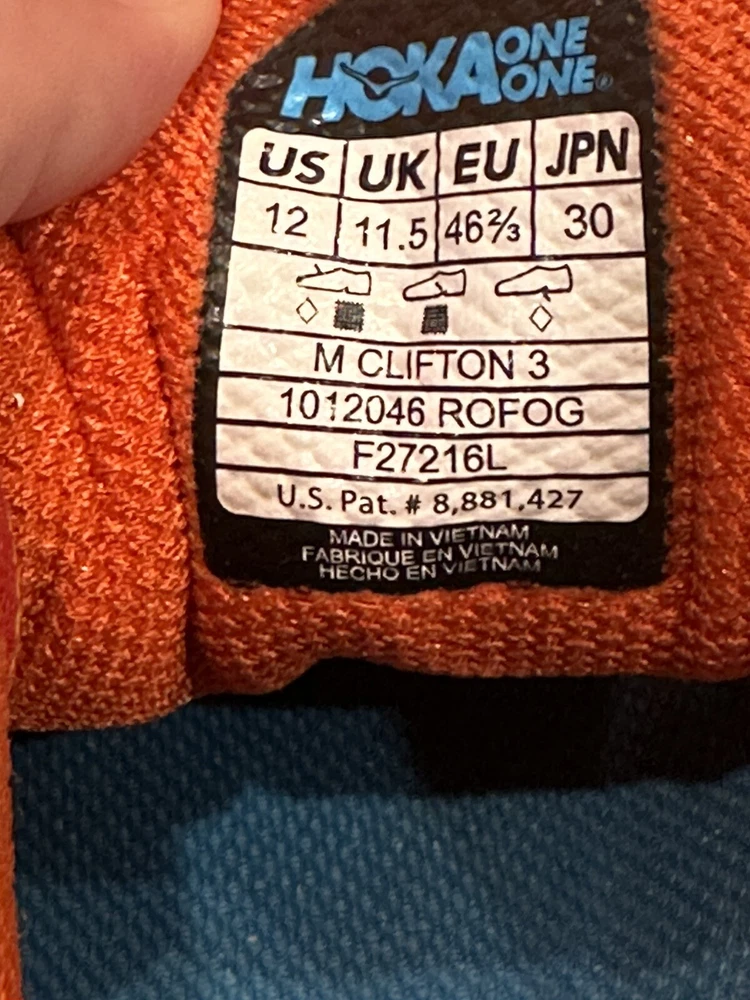 HOKA ONE ONE
US UK EU JPN
12 11.5 46⅔ 30
M CLIFTON 3
1012046 ROFOG
F27216L
U.S. Pat. # 8,881,427
MADE IN VIETNAM
FABRIQUE EN VIETNAM
HECHO EN VIETNAM